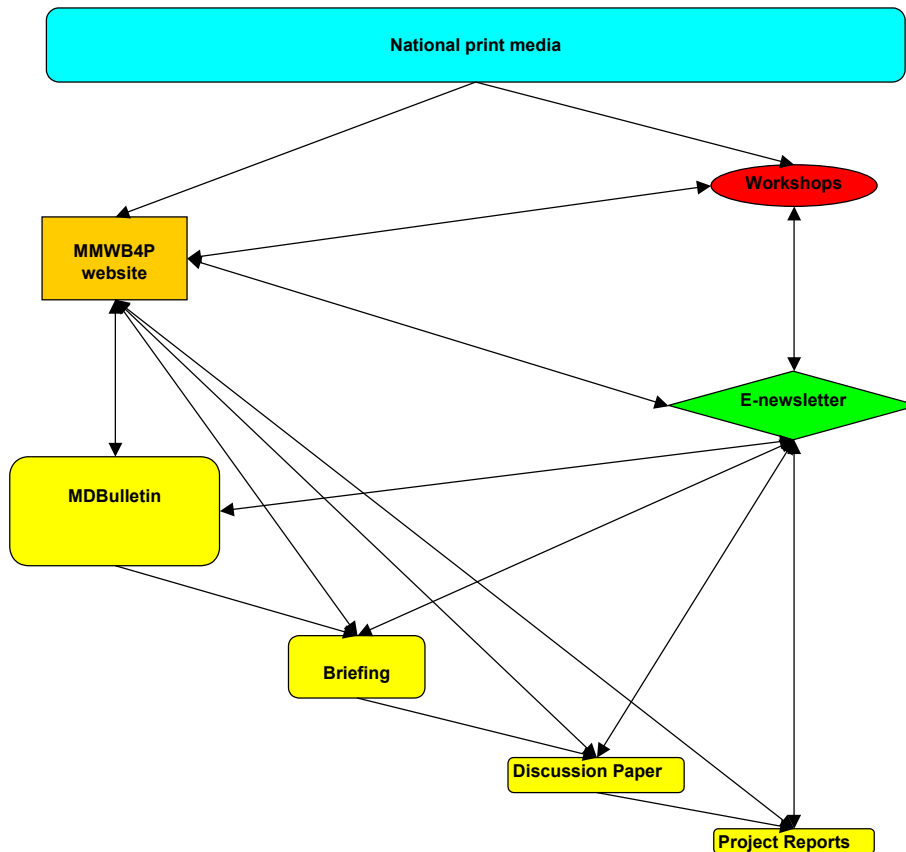 National print media
Workshops
MMWB4P
website
E-newsletter
MDBulletin
Briefing
Discussion Paper
Project Reports